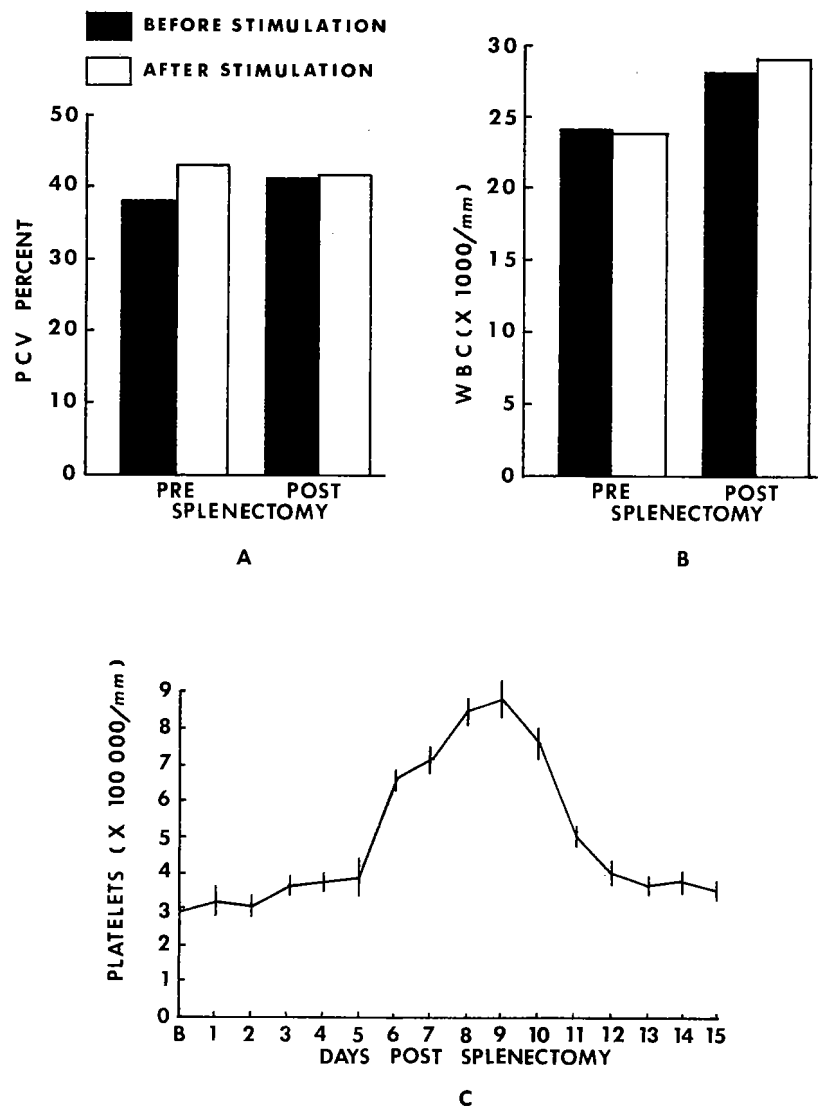 BEFORE STIMULATION
AFTER STIMULATION
PCV PERCENT
50
40
30
40
10
0
PRE POST
SPLENECTOMY
A
WBC (X 1000/mm)
30
25
20
15
10
5
0
PRE POST
SPLENECTOMY
B
PLATELETS (X 100 000/mm)
9
8
7
6
5
4
3
2
1
0
B 1 2 3 4 5 6 7 8 9 10 11 12 13 14 15
DAYS POST SPLENECTOMY
C